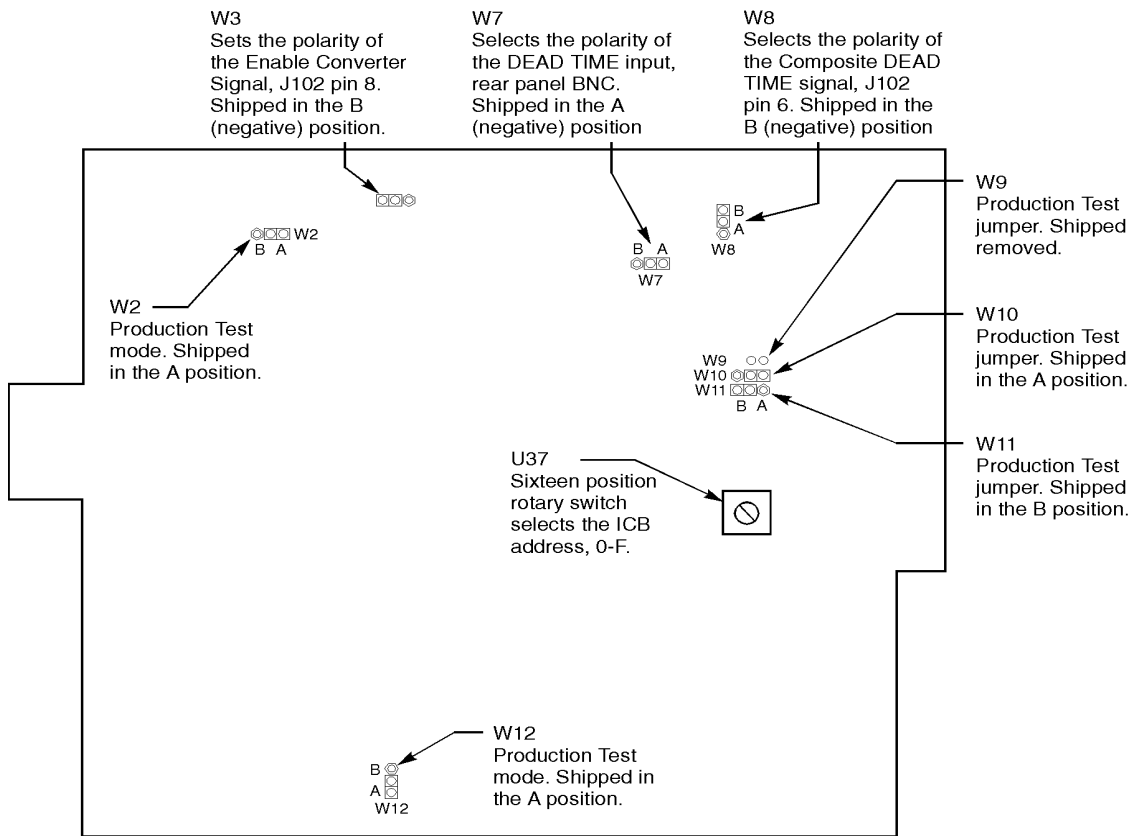 W3
Sets the polarity of
the Enable Converter
Signal, J102 pin 8.
Shipped in the B
(negative) position.
W7
Selects the polarity of
the DEAD TIME input,
rear panel BNC.
Shipped in the A
(negative) position
W8
Selects the polarity of
the Composite DEAD
TIME signal, J102
pin 6. Shipped in the
B (negative) position
W9
Production Test
jumper. Shipped
removed.
W2
B A
B
A
W8
B A
W7
W2
Production Test
mode. Shipped
in the A position.
W10
Production Test
jumper. Shipped
in the A position.
W9
W10
W11
B A
W11
Production Test
jumper. Shipped
in the B position.
U37
Sixteen position
rotary switch
selects the ICB
address, 0-F.
W12
Production Test
mode. Shipped in
the A position.
B
A
W12